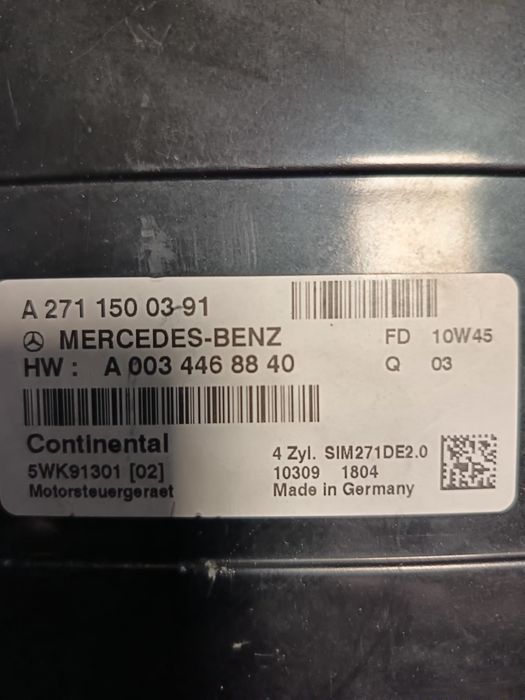 A 271 150 03-91
MERCEDES-BENZ FD 10W45
HW : A 003 446 88 40 Q 03
Continental
5WK91301 [02]
Motorsteuergeraet
4 Zyl. SIM271DE2.0
10309 1804
Made in Germany